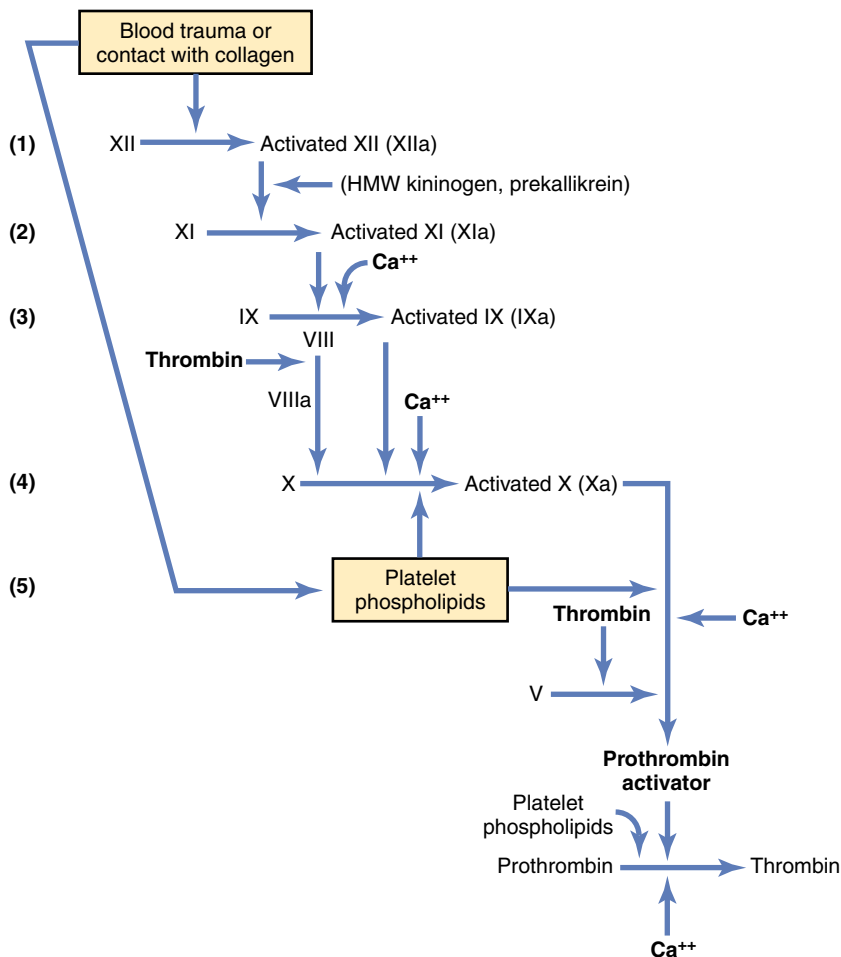 Blood trauma or
contact with collagen
(1)
XII
Activated XII (XIIa)
(HMW kininogen, prekallikrein)
(2)
XI
Activated XI (XIa)
Ca++
(3)
IX
Activated IX (IXa)
VIII
Thrombin
VIIIa
Ca++
(4)
X
Activated X (Xa)
(5)
Platelet
phospholipids
Thrombin
Ca++
V
Prothrombin
activator
Platelet
phospholipids
Prothrombin
Thrombin
Ca++